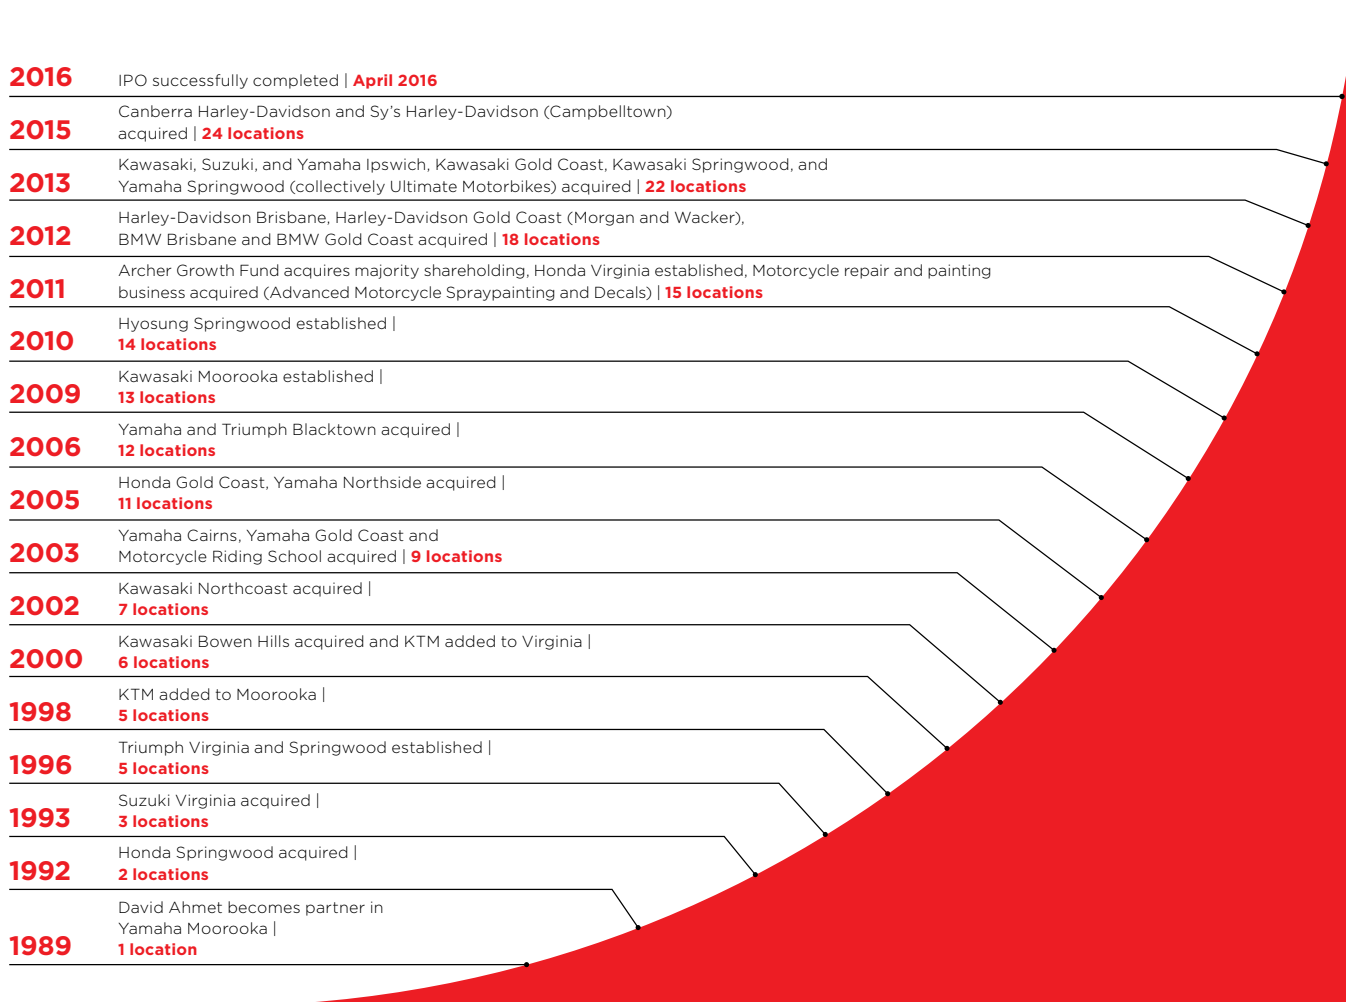 2016 IPO successfully completed | April 2016
Canberra Harley-Davidson and Sy's Harley-Davidson (Campbelltown)
2015 acquired | 24 locations
Kawasaki, Suzuki, and Yamaha Ipswich, Kawasaki Gold Coast, Kawasaki Springwood, and
2013 Yamaha Springwood (collectively Ultimate Motorbikes) acquired | 22 locations
Harley-Davidson Brisbane, Harley-Davidson Gold Coast (Morgan and Wacker),
2012 BMW Brisbane and BMW Gold Coast acquired | 18 locations
Archer Growth Fund acquires majority shareholding, Honda Virginia established, Motorcycle repair and painting
2011 business acquired (Advanced Motorcycle Spraypainting and Decals) | 15 locations
Hyosung Springwood established |
2010 14 locations
Kawasaki Moorooka established |
2009 13 locations
Yamaha and Triumph Blacktown acquired |
2006 12 locations
Honda Gold Coast, Yamaha Northside acquired |
2005 11 locations
Yamaha Cairns, Yamaha Gold Coast and
2003 Motorcycle Riding School acquired | 9 locations
Kawasaki Northcoast acquired |
2002 7 locations
Kawasaki Bowen Hills acquired and KTM added to Virginia |
2000 6 locations
KTM added to Moorooka |
1998 5 locations
Triumph Virginia and Springwood established |
1996 5 locations
Suzuki Virginia acquired |
1993 3 locations
Honda Springwood acquired |
1992 2 locations
David Ahmet becomes partner in
Yamaha Moorooka |
1989 1 location